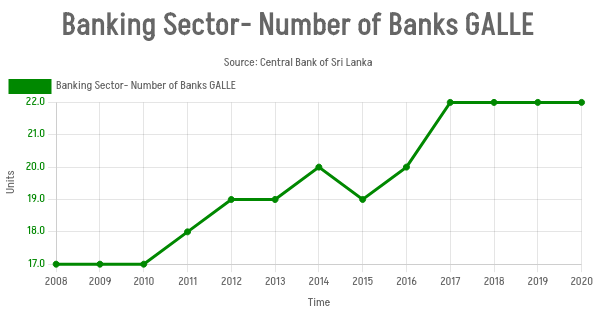 Banking Sector- Number of Banks GALLE
Source: Central Bank of Sri Lanka
Banking Sector- Number of Banks GALLE
22.0
21.0
20.0
19.0
18.0
17.0
Units
2008 2009 2010 2011 2012 2013 2014 2015 2016 2017 2018 2019 2020
Time